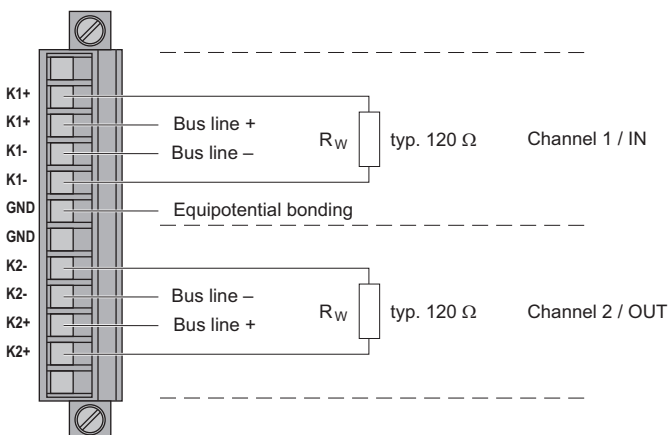 K1+
K1+ Bus line +
K1- Bus line –
K1-
R W typ. 120 Ω Channel 1 / IN
GND Equipotential bonding
GND
K2-
K2- Bus line –
K2+ Bus line +
K2+
R W typ. 120 Ω Channel 2 / OUT